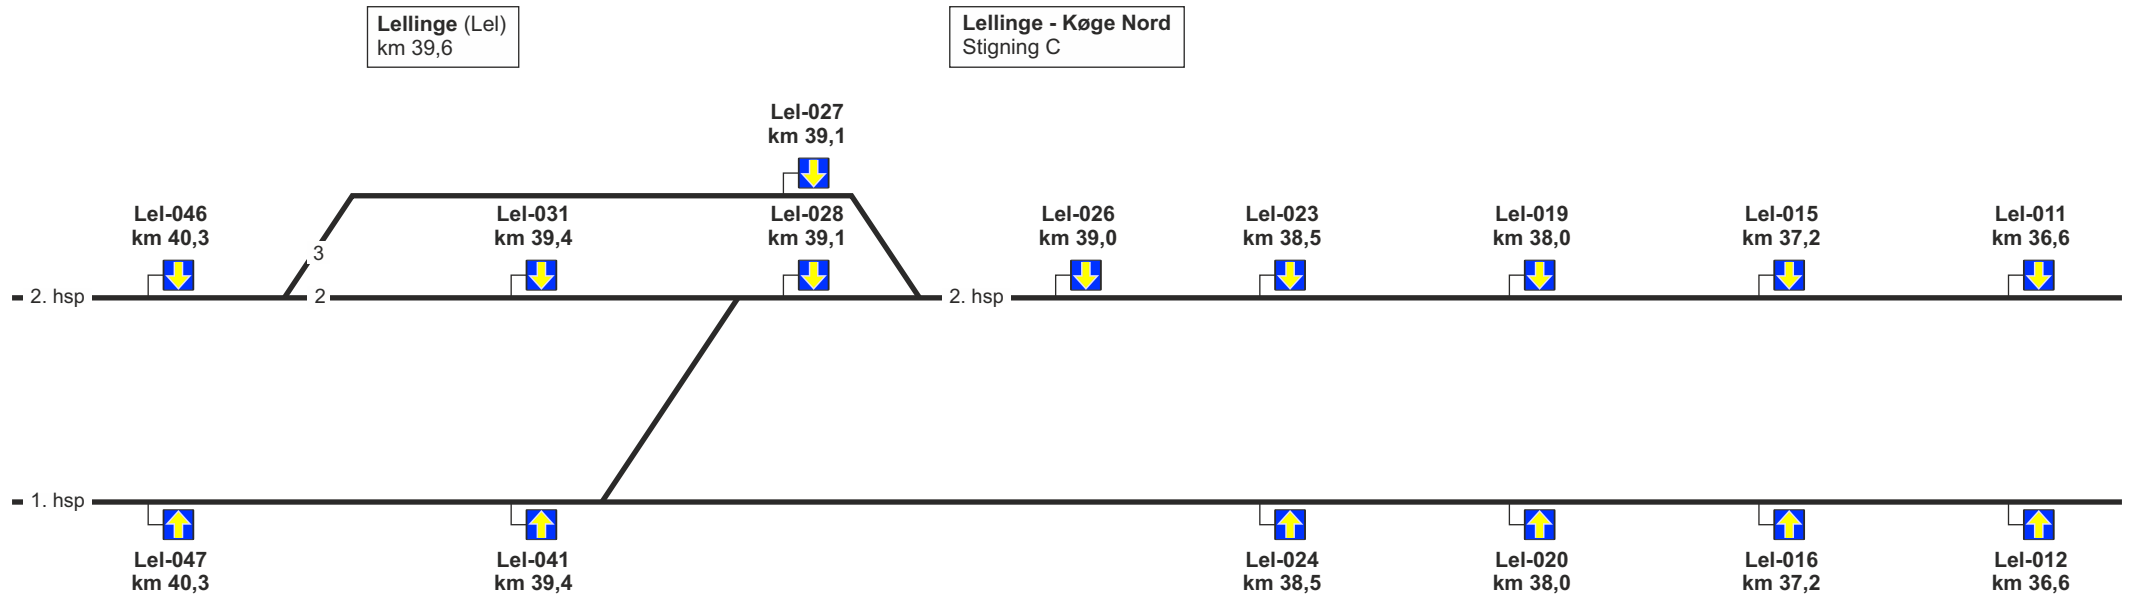 Lellinge (Lel)
km 39,6
Lellinge - Køge Nord
Stigning C
Lel-027
km 39,1
Lel-046
km 40,3
Lel-031
km 39,4
Lel-028
km 39,1
Lel-026
km 39,0
Lel-023
km 38,5
Lel-019
km 38,0
Lel-015
km 37,2
Lel-011
km 36,6
3
2. hsp
2
2. hsp
1. hsp
Lel-047
km 40,3
Lel-041
km 39,4
Lel-024
km 38,5
Lel-020
km 38,0
Lel-016
km 37,2
Lel-012
km 36,6